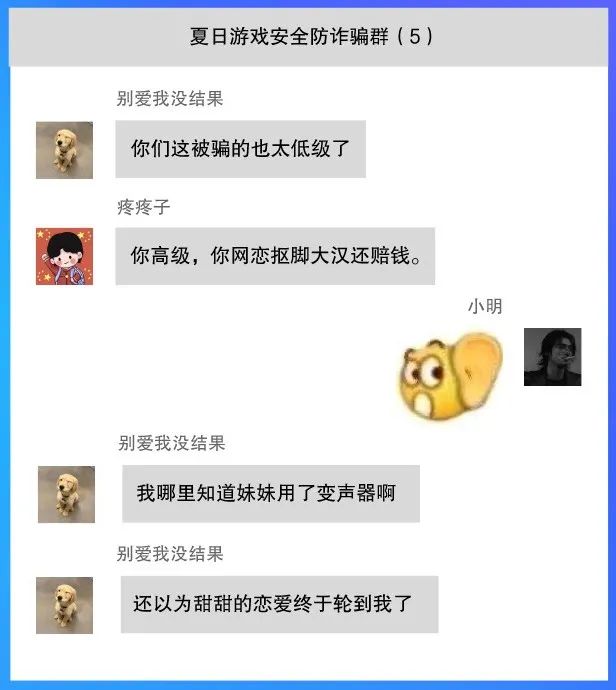 夏日游戏安全防诈骗群（5）
别爱我没结果
你们这被骗的也太低级了
疼疼子
你高级，你网恋抠脚大汉还赔钱。
小明
别爱我没结果
我哪里知道妹妹用了变声器啊
别爱我没结果
还以为甜甜的恋爱终于轮到我了